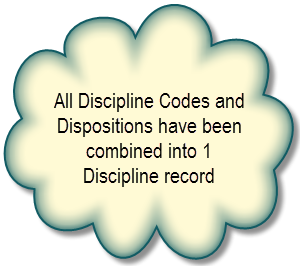 All Discipline Codes and
Dispositions have been
combined into 1
Discipline record